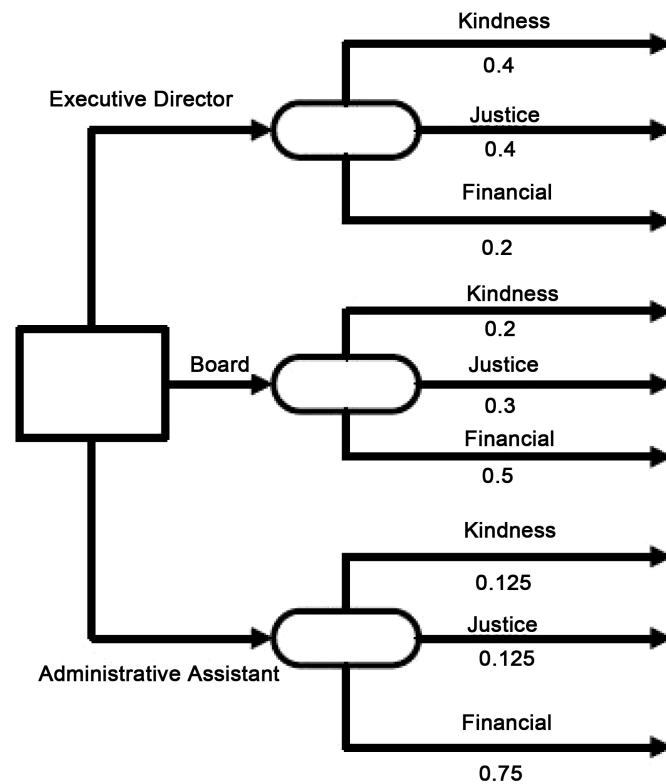 Kindness
0.4
Executive Director
Justice
0.4
Financial
0.2
Kindness
0.2
Board
Justice
0.3
Financial
0.5
Kindness
0.125
Justice
0.125
Administrative Assistant
Financial
0.75